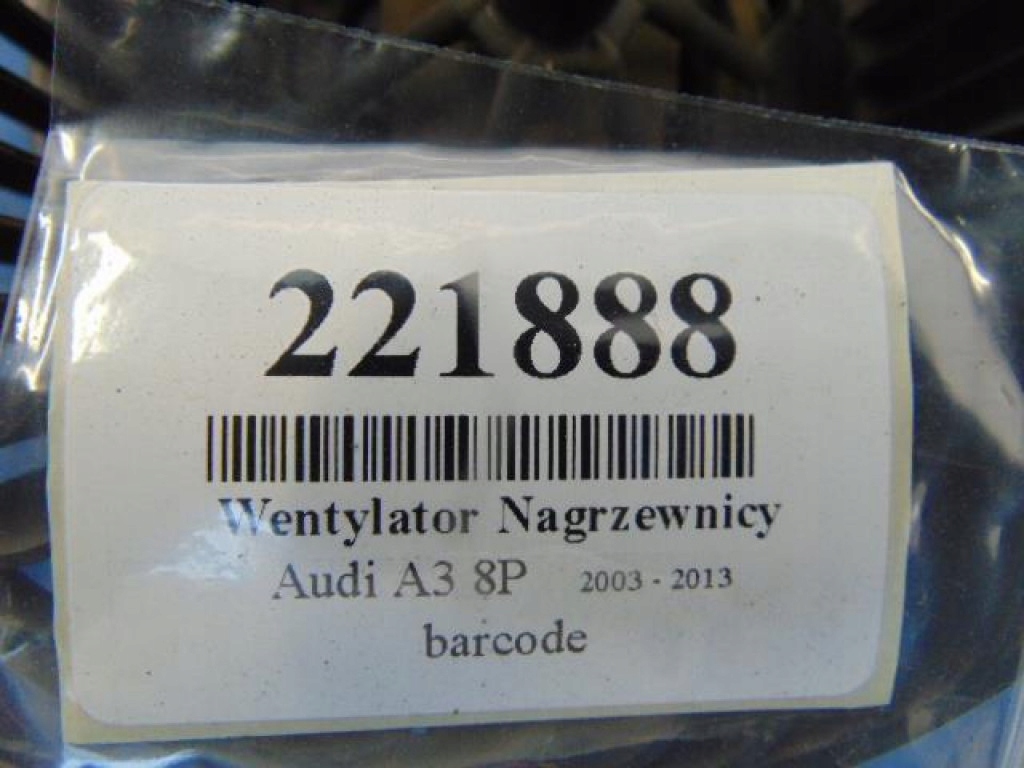 221888
Wentylator Nagrzewnicy
Audi A3 8P 2003 - 2013
barcode